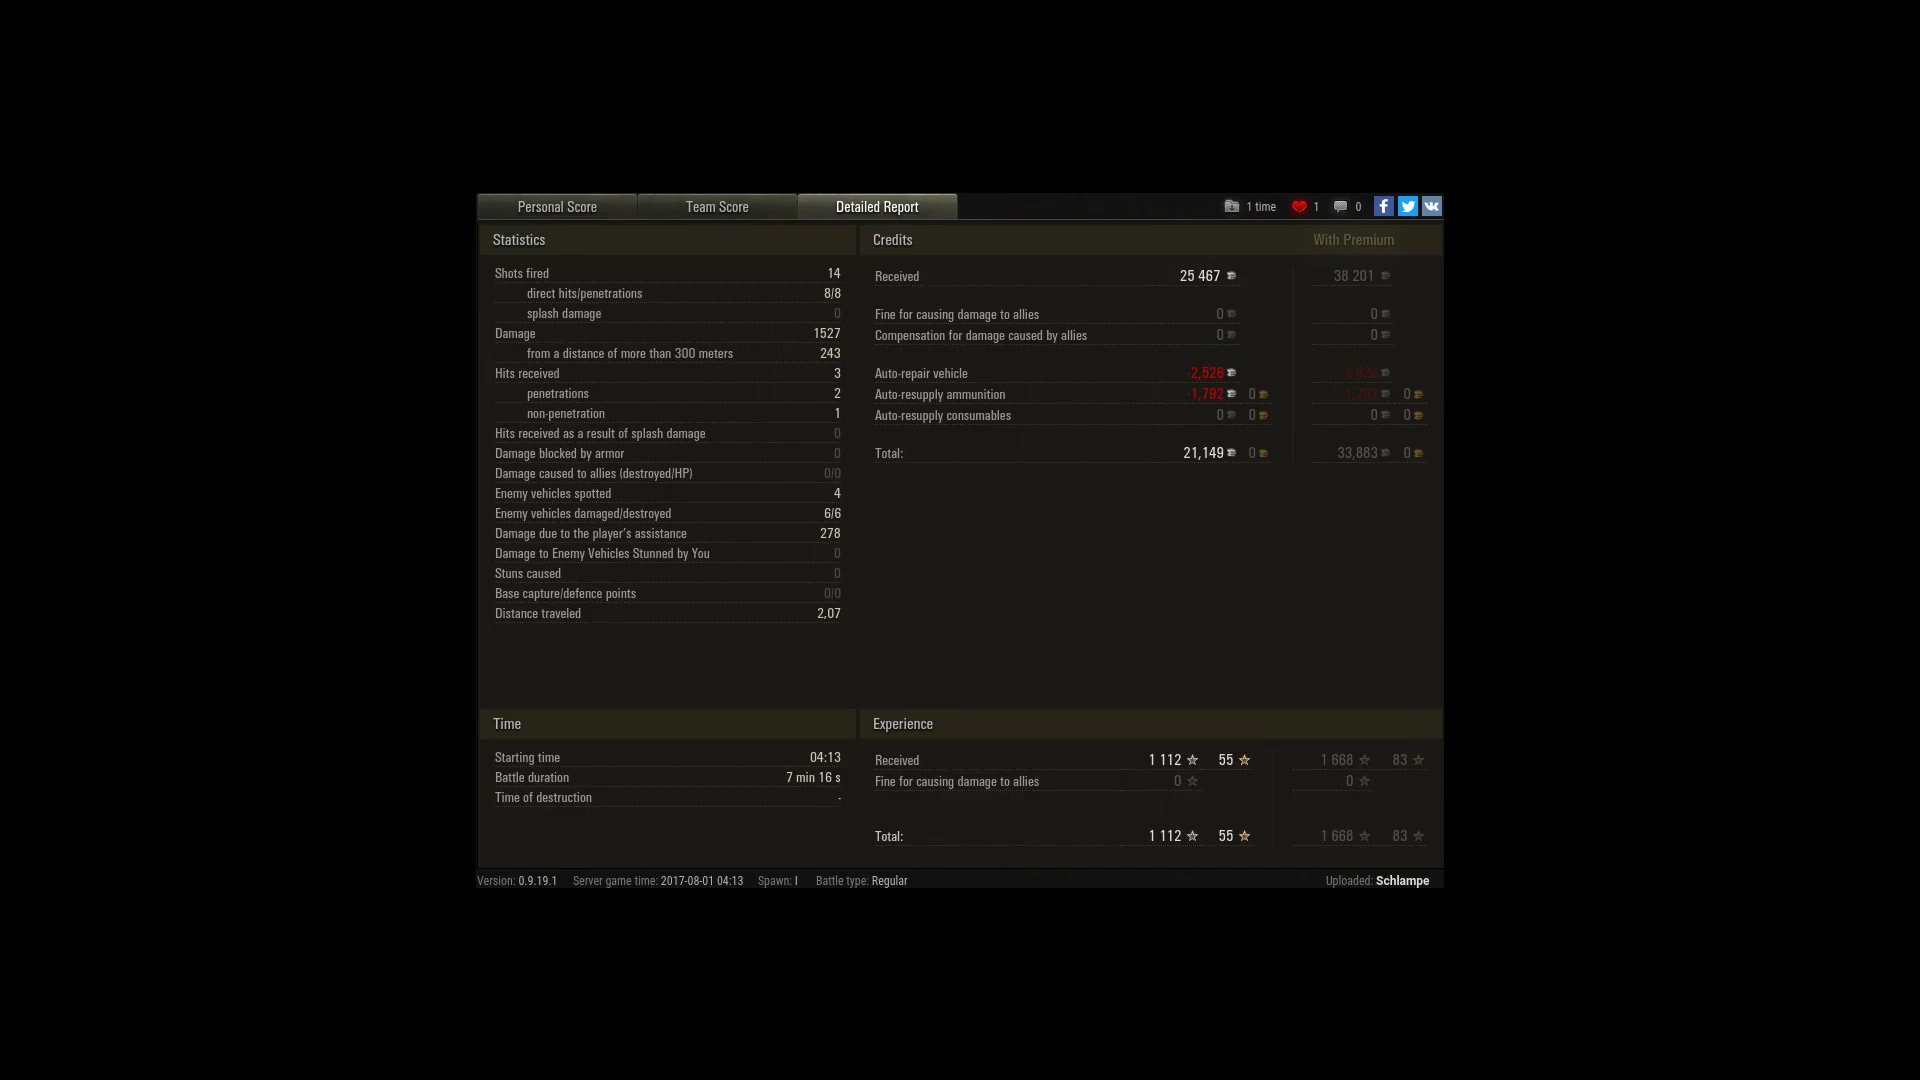 Personal Score Team Score Detailed Report 1 time 1 0
Statistics
Shots fired 14
direct hits/penetrations 8/8
splash damage 0
Damage 1527
from a distance of more than 300 meters 243
Hits received 3
penetrations 2
non-penetration 1
Hits received as a result of splash damage 0
Damage blocked by armor 0
Damage caused to allies (destroyed/HP) 0/0
Enemy vehicles spotted 4
Enemy vehicles damaged/destroyed 6/6
Damage due to the player's assistance 278
Damage to Enemy Vehicles Stunned by You 0
Stuns caused 0
Base capture/defence points 0/0
Distance traveled 2,07
Credits With Premium
Received 25 467 38 201
Fine for causing damage to allies 0 0
Compensation for damage caused by allies 0 0
Auto-repair vehicle -2,526
Auto-resupply ammunition -1,792 0 0
Auto-resupply consumables 0 0 0 0
Total: 21,149 0 33,883 0
Time
Starting time 04:13
Battle duration 7 min 16 s
Time of destruction -
Experience
Received 1 112 55 1 668 83
Fine for causing damage to allies 0 0
Total: 1 112 55 1 668 83
Version: 0.9.19.1 Server game time: 2017-08-01 04:13 Spawn: I Battle type: Regular Uploaded: Schlampe